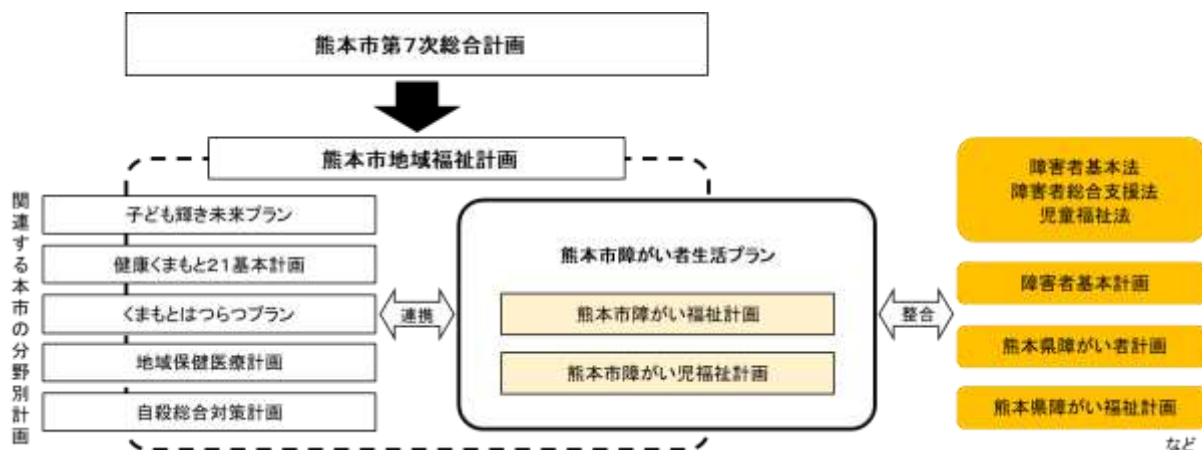 熊本市第7次総合計画
熊本市地域福祉計画
関連する本市の分野別計画
子ども輝き未来プラン
健康くまもと21基本計画
くまもとはつらつプラン
地域保健医療計画
自殺総合対策計画
連携
熊本市障がい者生活プラン
熊本市障がい福祉計画
熊本市障がい児福祉計画
整合
障害者基本法
障害者総合支援法
児童福祉法
障害者基本計画
熊本県障がい者計画
熊本県障がい福祉計画
など